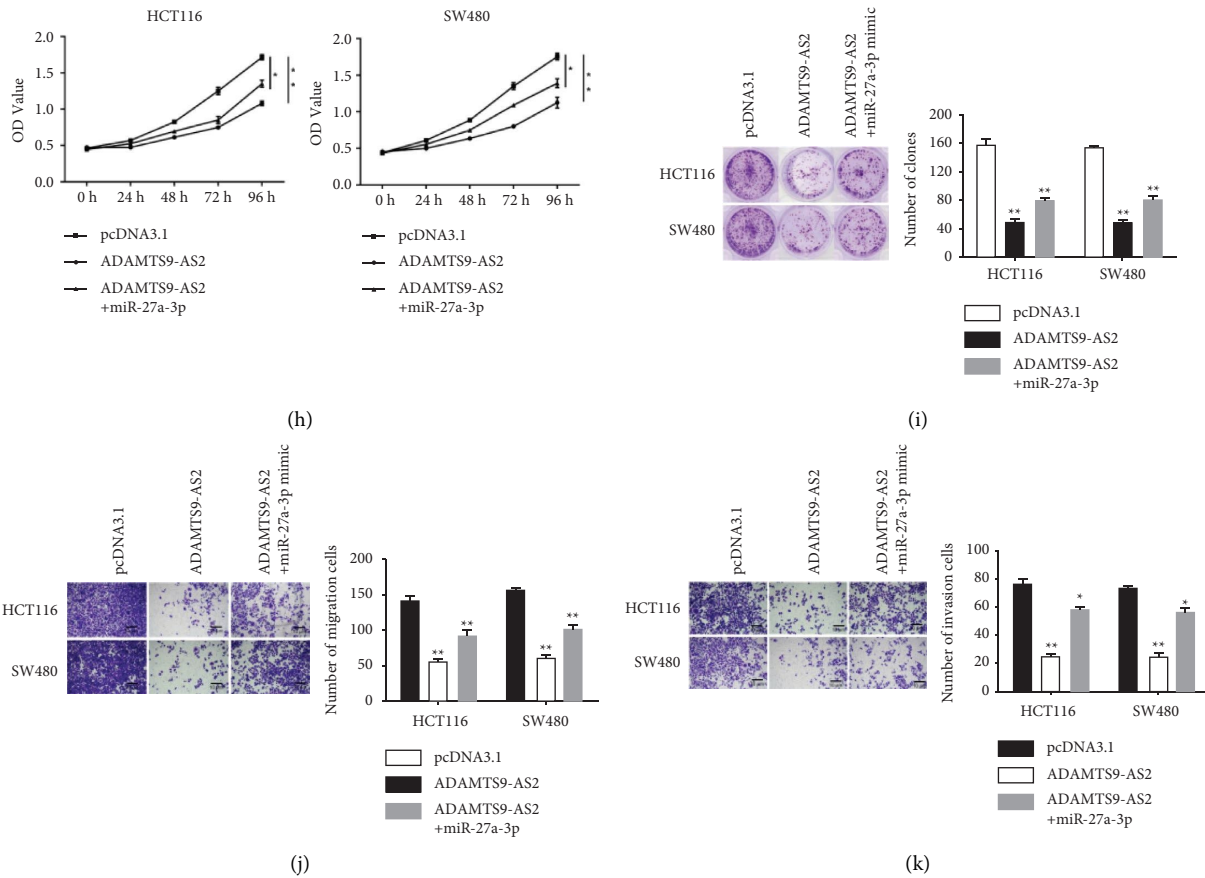 HCT116
SW480
2.0
1.5
1.0
0.5
0.0
OD Value
0 h
24 h
48 h
72 h
96 h
*
*
*
pcDNA3.1
ADAMTS9-AS2
ADAMTS9-AS2
+miR-27a-3p
2.0
1.5
1.0
0.5
0.0
OD Value
0 h
24 h
48 h
72 h
96 h
*
*
*
pcDNA3.1
ADAMTS9-AS2
ADAMTS9-AS2
+miR-27a-3p
(h)
pcDNA3.1
ADAMTS9-AS2
ADAMTS9-AS2
+miR-27a-3p mimic
HCT116
SW480
Number of clones
200
160
120
80
40
0
**
**
**
**
HCT116
SW480
pcDNA3.1
ADAMTS9-AS2
ADAMTS9-AS2
+miR-27a-3p
(i)
pcDNA3.1
ADAMTS9-AS2
ADAMTS9-AS2
+miR-27a-3p mimic
HCT116
SW480
Number of migration cells
200
150
100
50
0
**
**
**
**
HCT116
SW480
pcDNA3.1
ADAMTS9-AS2
ADAMTS9-AS2
+miR-27a-3p
(j)
pcDNA3.1
ADAMTS9-AS2
ADAMTS9-AS2
+miR-27a-3p mimic
HCT116
SW480
Number of invasion cells
100
80
60
40
20
0
**
*
**
*
HCT116
SW480
pcDNA3.1
ADAMTS9-AS2
ADAMTS9-AS2
+miR-27a-3p
(k)